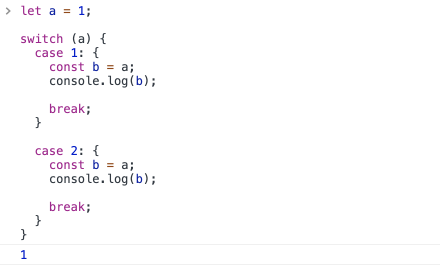 > let a = 1;

switch (a) {
  case 1: {
    const b = a;
    console.log(b);

    break;
  }

  case 2: {
    const b = a;
    console.log(b);

    break;
  }
}
1